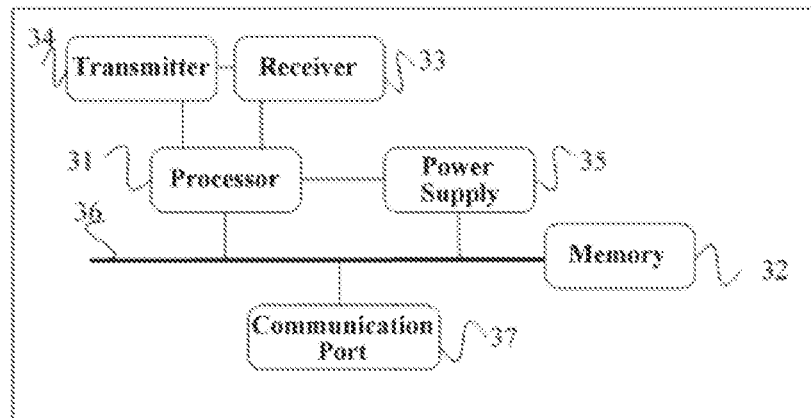 34
Transmitter
Receiver
33
31
Processor
Power
Supply
35
36
Memory
32
Communication
Port
37